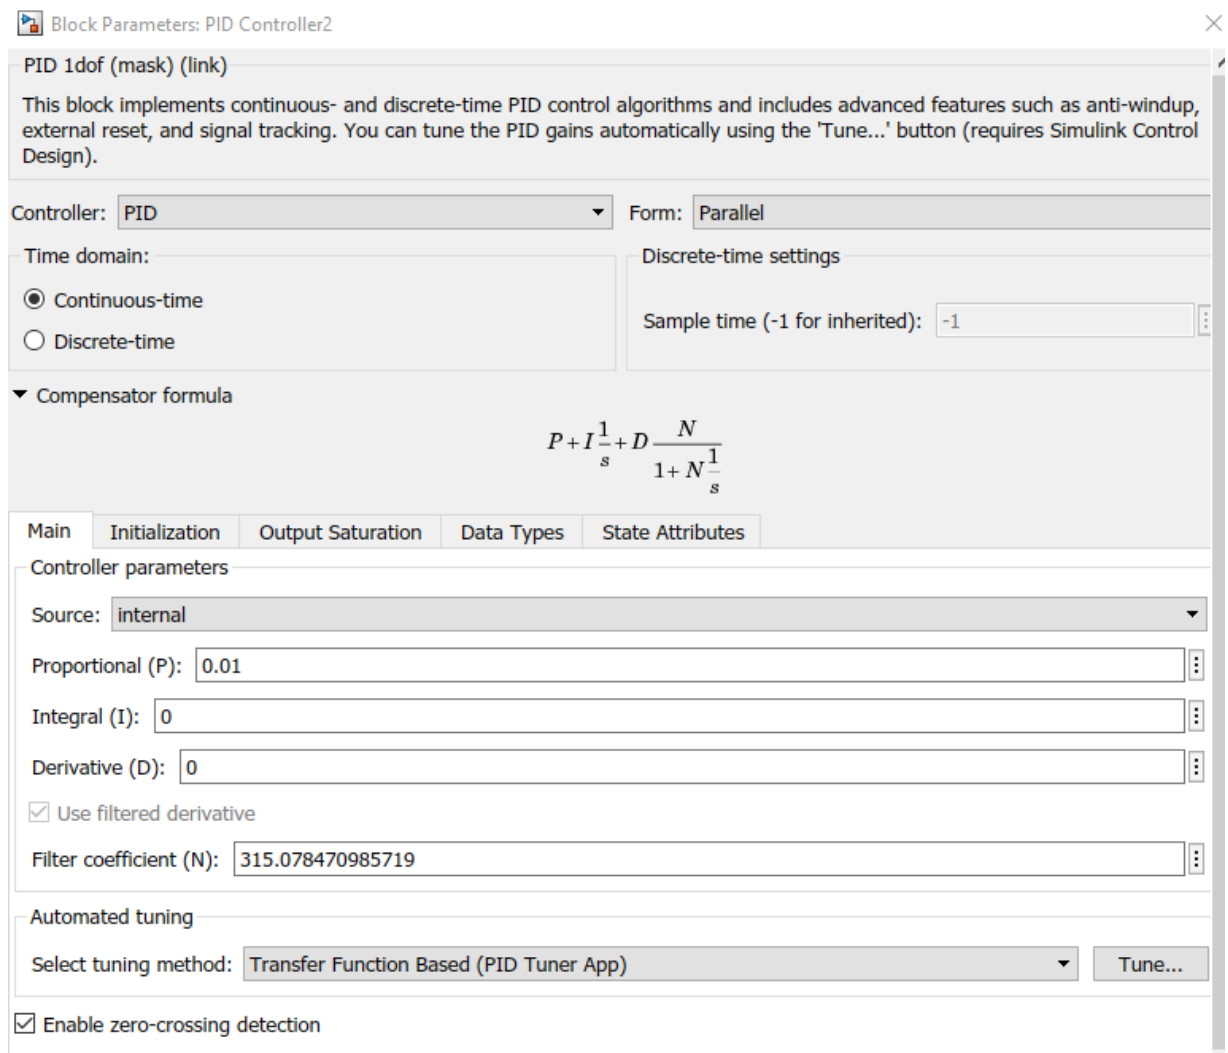 Block Parameters: PID Controller2
PID 1dof (mask) (link)
This block implements continuous- and discrete-time PID control algorithms and includes advanced features such as anti-windup,
external reset, and signal tracking. You can tune the PID gains automatically using the 'Tune...' button (requires Simulink Control
Design).
Controller: PID Form: Parallel
Time domain: Discrete-time settings
Continuous-time
Sample time (-1 for inherited): -1
Discrete-time
Compensator formula
P + I 1/s + D N/(1 + N 1/s)
Main Initialization Output Saturation Data Types State Attributes
Controller parameters
Source: internal
Proportional (P): 0.01
Integral (I): 0
Derivative (D): 0
Use filtered derivative
Filter coefficient (N): 315.078470985719
Automated tuning
Select tuning method: Transfer Function Based (PID Tuner App) Tune...
Enable zero-crossing detection